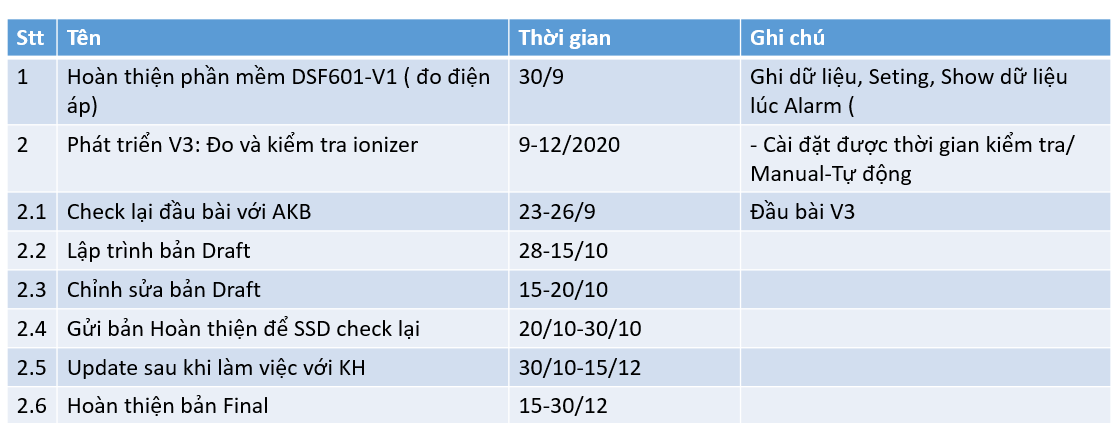 Stt Tên Thời gian Ghi chú
1 Hoàn thiện phần mềm DSF601-V1 ( đo điện 30/9 Ghi dữ liệu, Seting, Show dữ liệu
áp) lúc Alarm (
2 Phát triển V3: Đo và kiểm tra ionizer 9-12/2020 - Cài đặt được thời gian kiểm tra/
Manual-Tự động
2.1 Check lại đầu bài với AKB 23-26/9 Đầu bài V3
2.2 Lập trình bản Draft 28-15/10
2.3 Chỉnh sửa bản Draft 15-20/10
2.4 Gửi bản Hoàn thiện để SSD check lại 20/10-30/10
2.5 Update sau khi làm việc với KH 30/10-15/12
2.6 Hoàn thiện bản Final 15-30/12